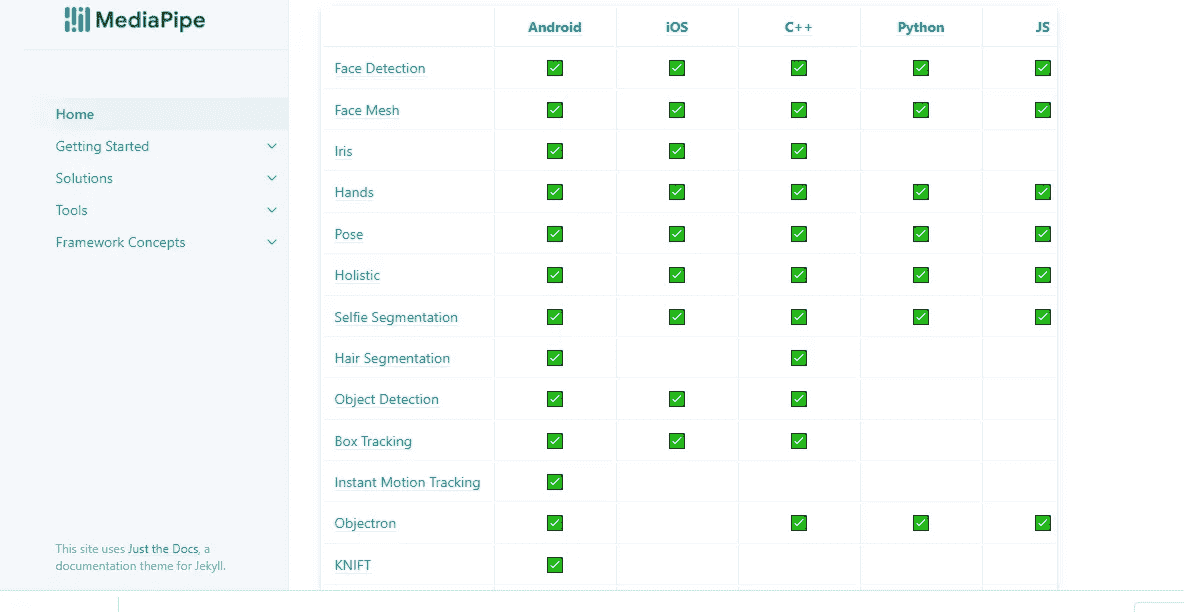 MediaPipe
Home
Getting Started
Solutions
Tools
Framework Concepts
This site uses Just the Docs, a
documentation theme for Jekyll.
Android iOS C++ Python JS
Face Detection ✅ ✅ ✅ ✅ ✅
Face Mesh ✅ ✅ ✅ ✅ ✅
Iris ✅ ✅ ✅
Hands ✅ ✅ ✅ ✅ ✅
Pose ✅ ✅ ✅ ✅ ✅
Holistic ✅ ✅ ✅ ✅ ✅
Selfie Segmentation ✅ ✅ ✅ ✅ ✅
Hair Segmentation ✅ ✅
Object Detection ✅ ✅ ✅
Box Tracking ✅ ✅ ✅
Instant Motion Tracking ✅
Objectron ✅ ✅ ✅ ✅
KNIFT ✅